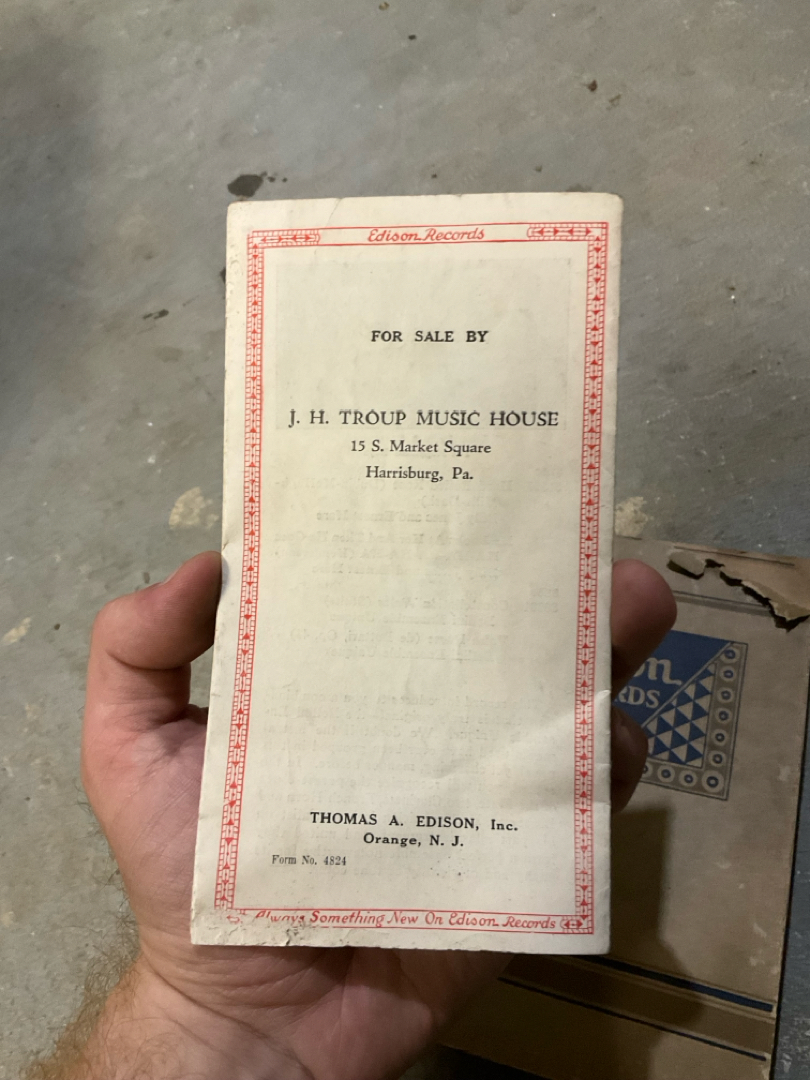 Edison Records
FOR SALE BY
J. H. TROUP MUSIC HOUSE
15 S. Market Square
Harrisburg, Pa.
THOMAS A. EDISON, Inc.
Orange, N. J.
Form No. 4824
Always Something New On Edison Records